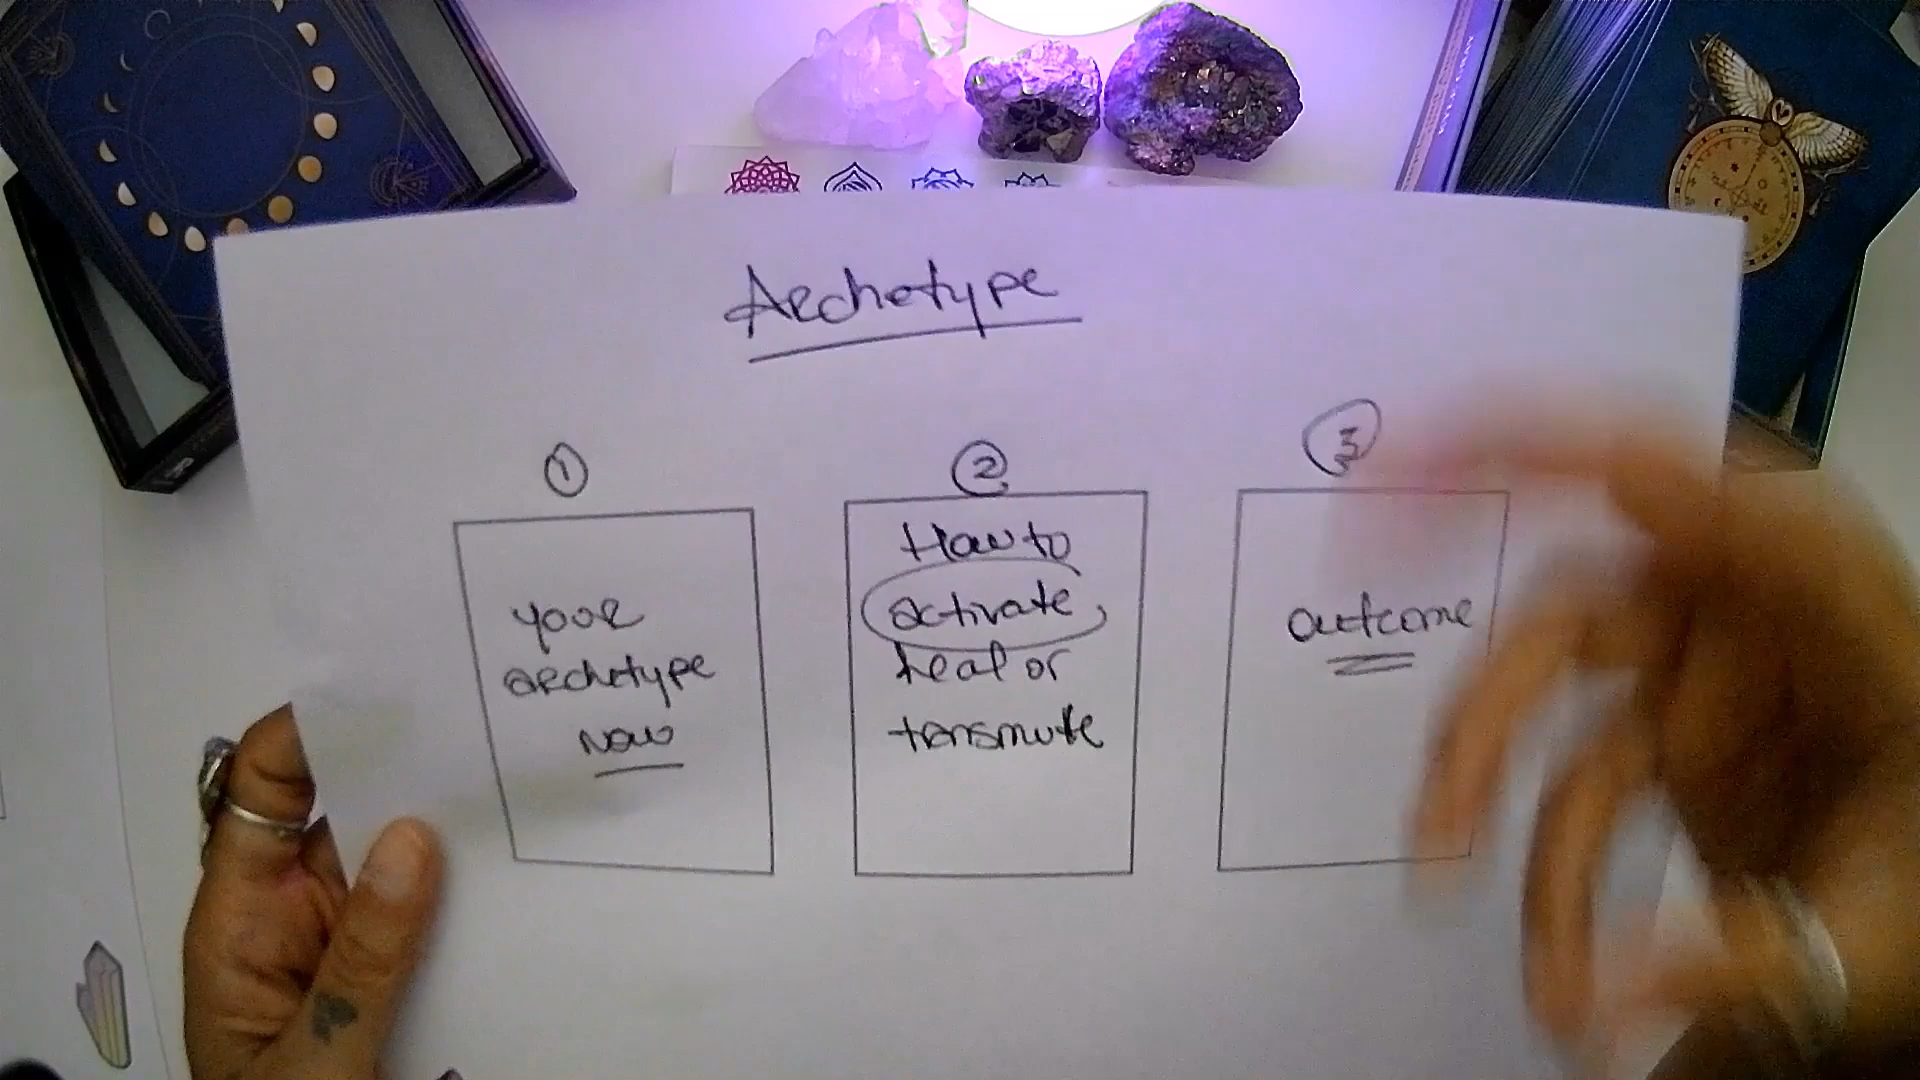 Archetype
1
2
3
your
archetype
now
How to
activate
heal or
transmute
outcome